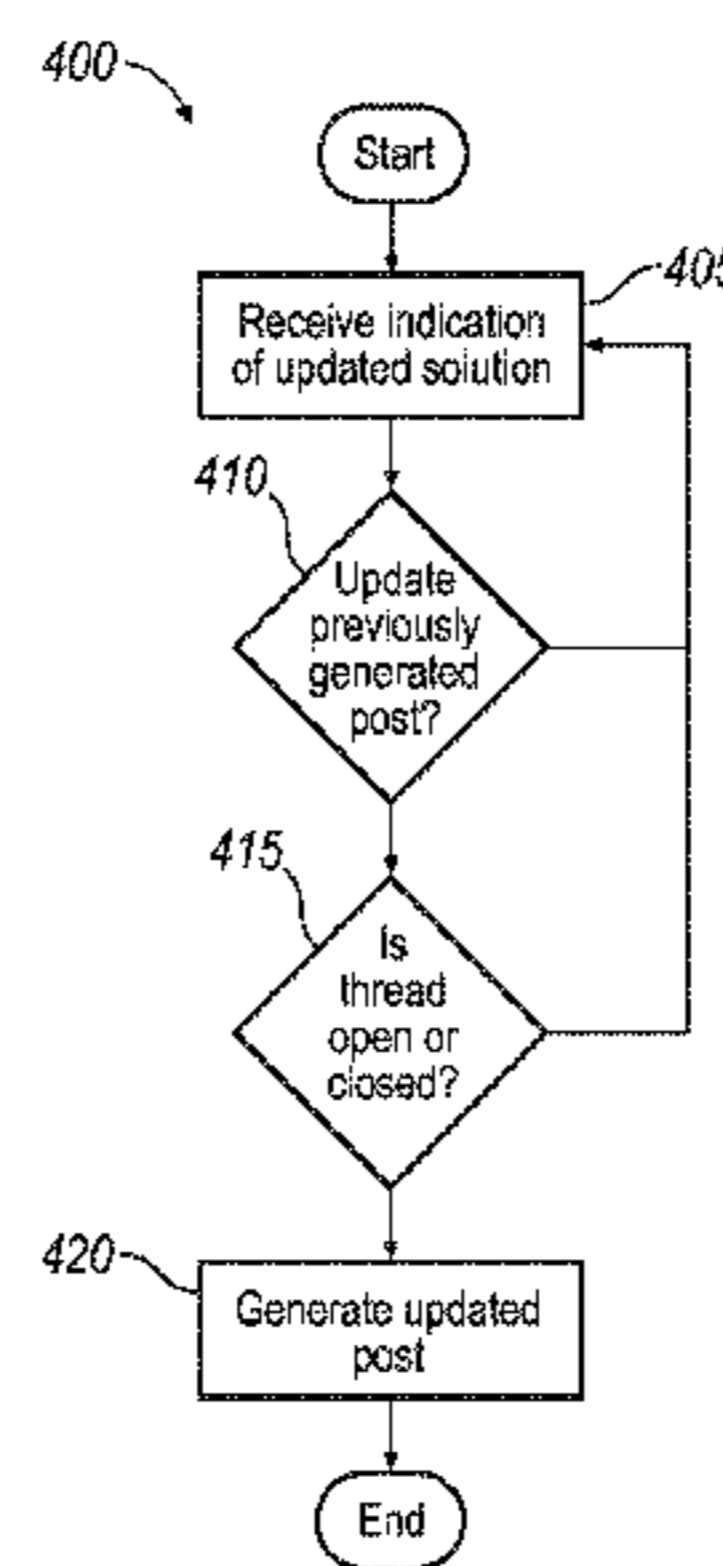 400
Start
405
Receive indication
of updated solution
410
Update
previously
generated
post?
415
Is
thread
open or
closed?
420
Generate updated
post
End